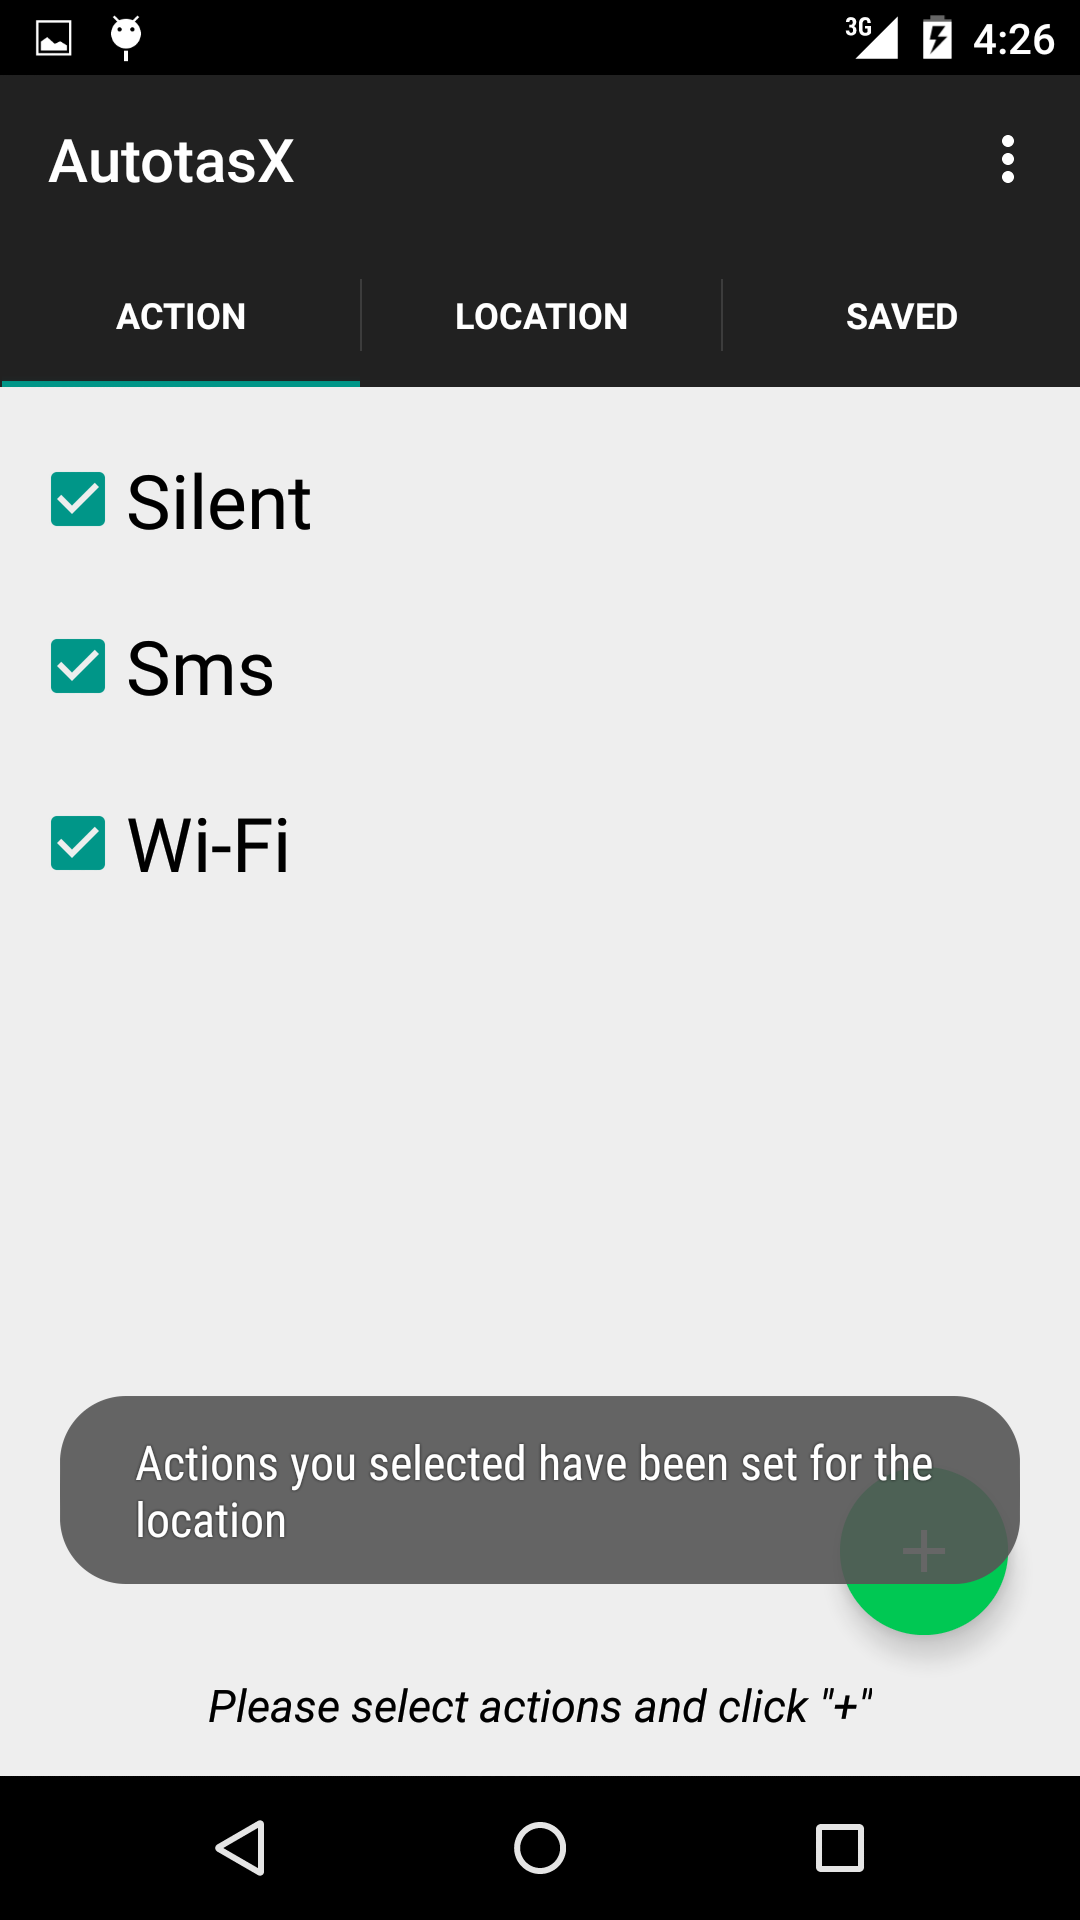 3G 4:26
AutotasX
ACTION LOCATION SAVED
Silent
Sms
Wi-Fi
Actions you selected have been set for the
location
+
Please select actions and click "+"